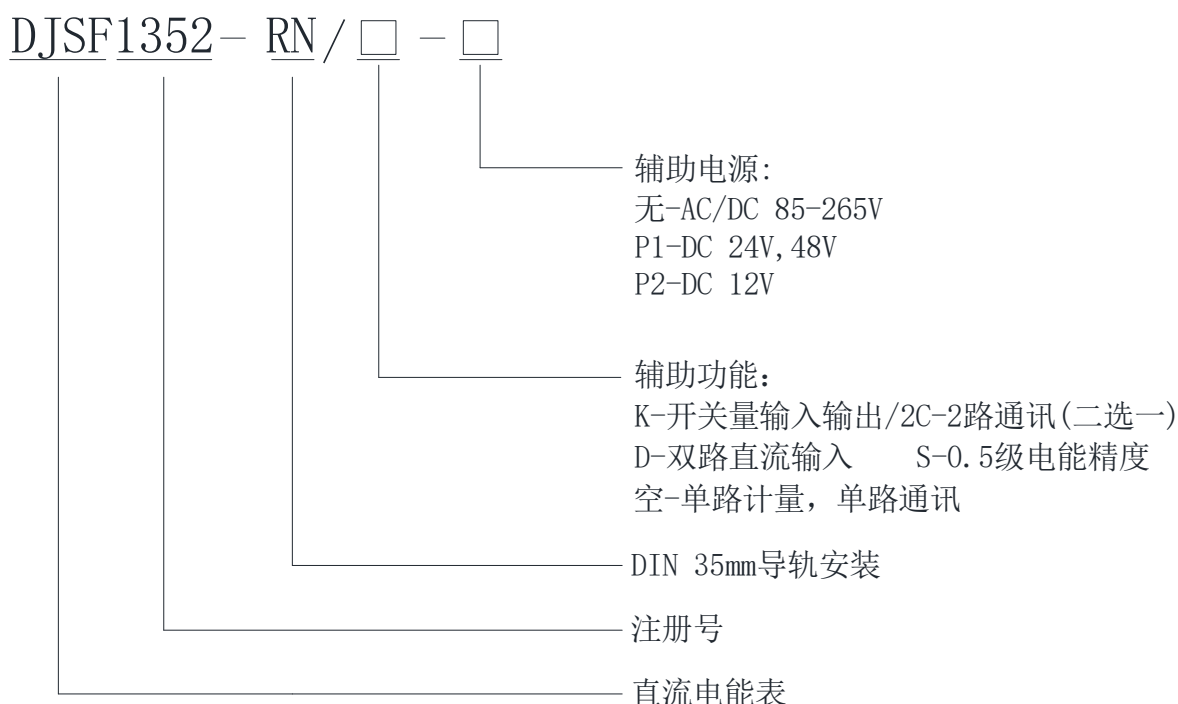 DJSF1352- RN/□ -□
辅助电源:
无-AC/DC 85-265V
P1-DC 24V,48V
P2-DC 12V
辅助功能：
K-开关量输入输出/2C-2路通讯(二选一)
D-双路直流输入 S-0.5级电能精度
空-单路计量，单路通讯
DIN 35mm导轨安装
注册号
直流电能表